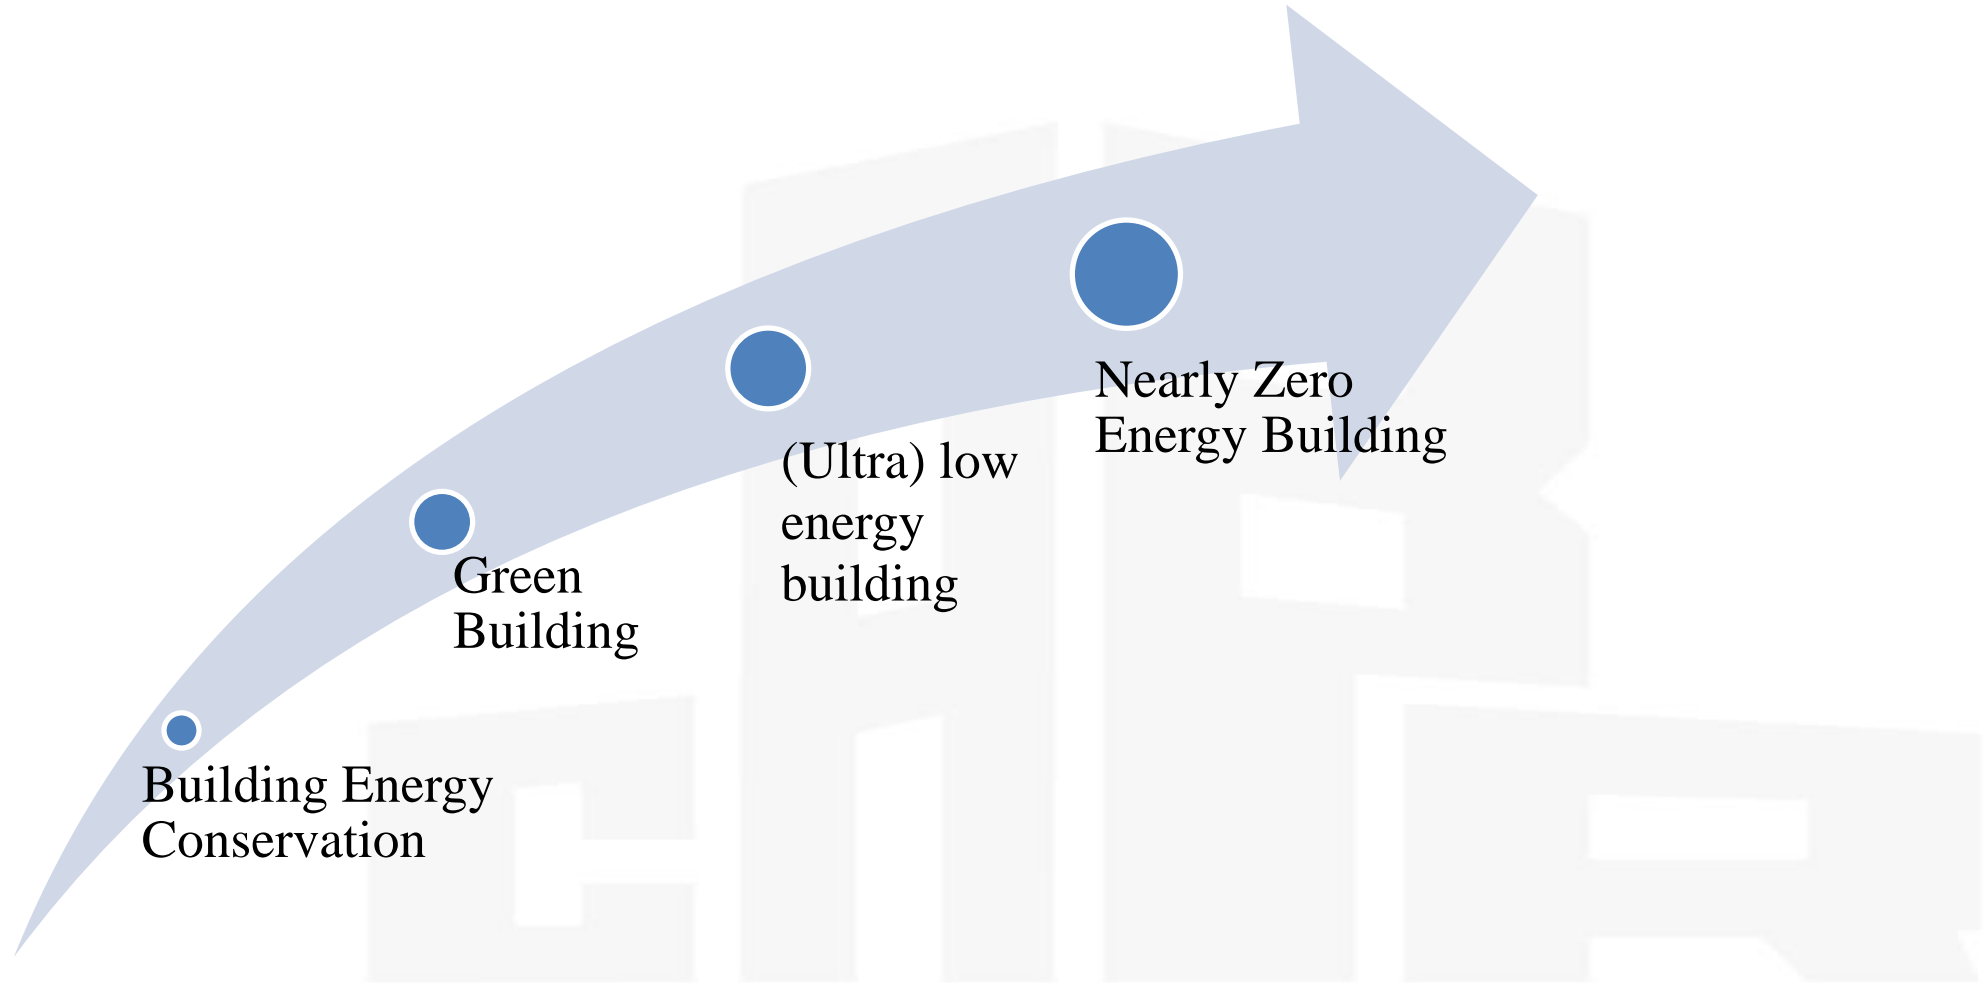 Nearly Zero
Energy Building
(Ultra) low
energy
building
Green
Building
Building Energy
Conservation